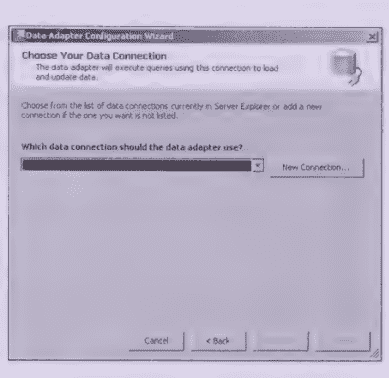 Data Adapter Configuration Wizard
Choose Your Data Connection
The data adapter will execute queries using this connection to load
and update data.
Choose from the list of data connections currently in Server Explorer or add a new
connection if the one you want is not listed.
Which data connection should the data adapter use?
New Connection...
Cancel
< Back